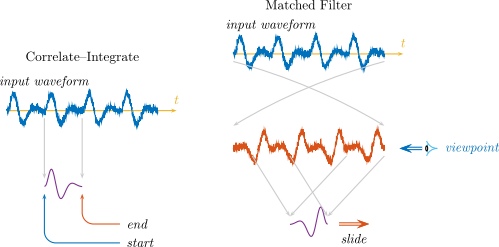 Correlate–Integrate
input waveform
t
end
start
Matched Filter
input waveform
t
viewpoint
slide